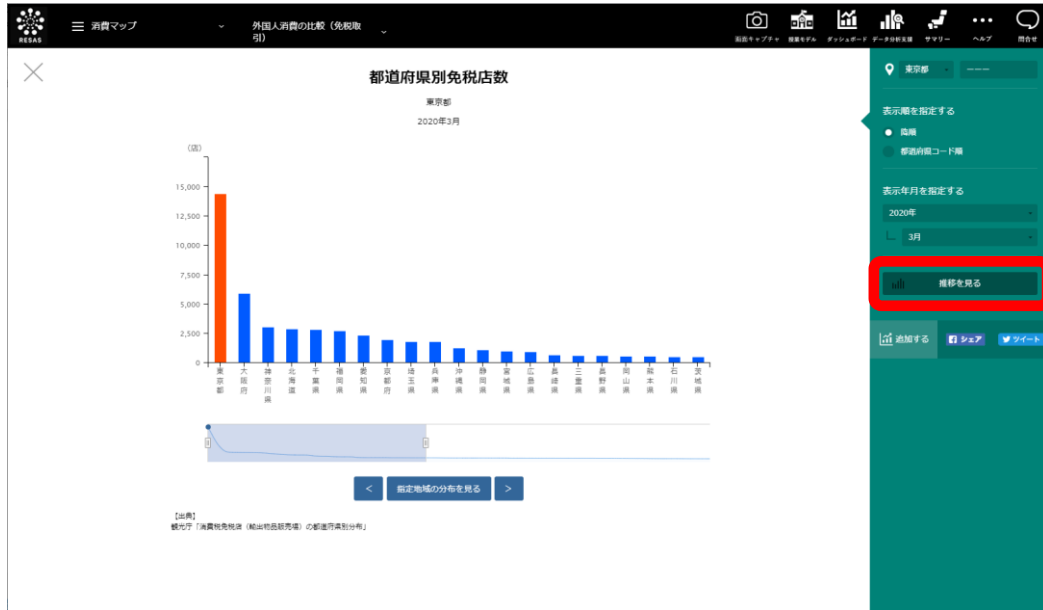 RESAS
消費マップ
外国人消費の比較（免税取
引）
画面キャプチャ
授業モデル
ダッシュボード
データ分析支援
サマリー
ヘルプ
問合せ
都道府県別免税店数
東京都
2020年3月
(店)
15,000
12,500
10,000
7,500
5,000
2,500
0
東京都
大阪府
神奈川県
北海道
千葉県
福岡県
愛知県
京都府
埼玉県
兵庫県
沖縄県
静岡県
宮城県
広島県
長崎県
三重県
長野県
岡山県
熊本県
石川県
茨城県
<
指定地域の分布を見る
>
【出典】
観光庁「消費税免税店（輸出物品販売場）の都道府県別分布」
東京都
---
表示順を指定する
降順
都道府県コード順
表示年月を指定する
2020年
3月
推移を見る
追加する
シェア
ツイート